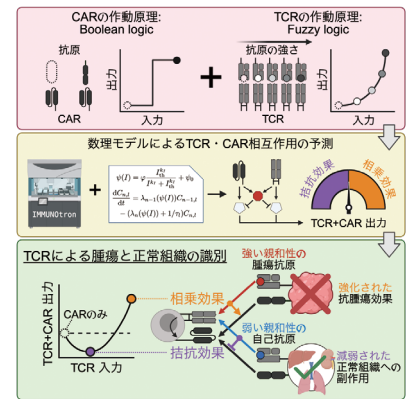 CARの作動原理:
Boolean logic
TCRの作動原理:
Fuzzy logic
抗原
CAR
出力
入力
+
抗原の強さ
TCR
出力
入力
数理モデルによるTCR・CAR相互作用の予測
IMMUNOtron
+
拮抗効果
相乗効果
TCR+CAR 出力
TCRによる腫瘍と正常組織の識別
TCR+CAR 出力
CARのみ
TCR 入力
相乗効果
拮抗効果
強い親和性の
腫瘍抗原
弱い親和性の
自己抗原
強化された
抗腫瘍効果
減弱された
正常組織への
副作用